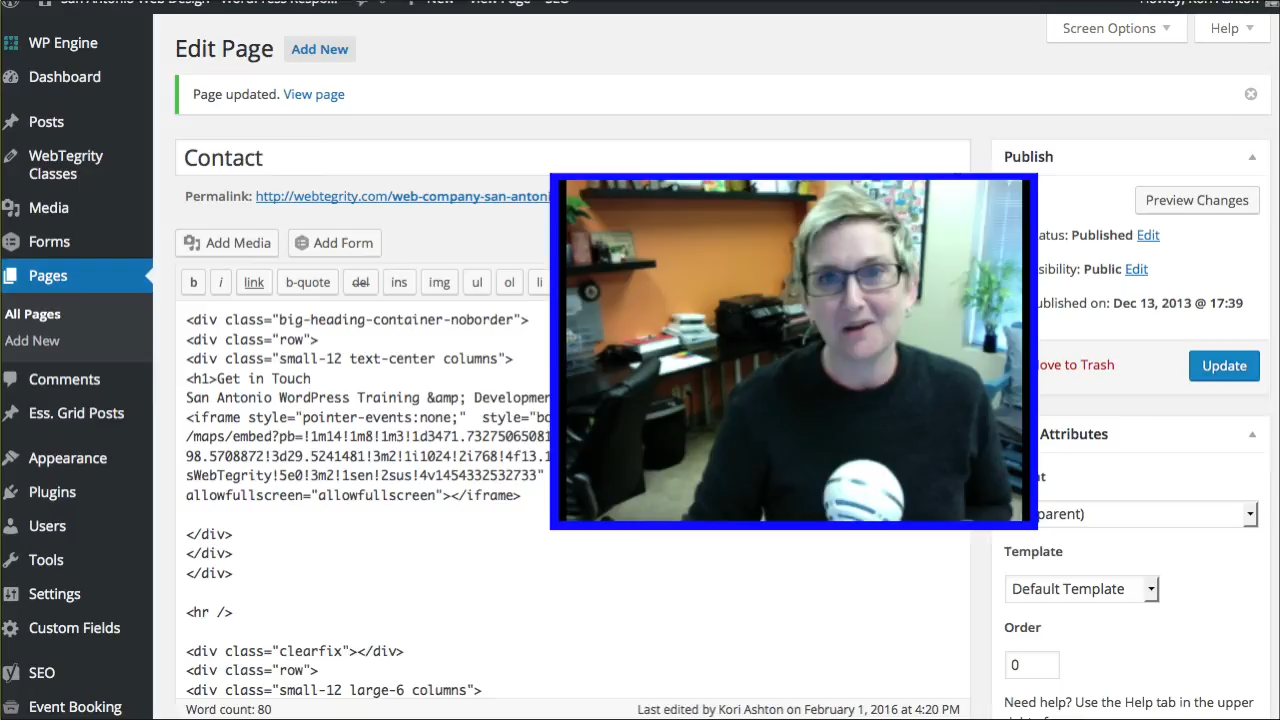 WP Engine
Dashboard
Posts
WebTegrity
Classes
Media
Forms
Pages
All Pages
Add New
Comments
Ess. Grid Posts
Appearance
Plugins
Users
Tools
Settings
Custom Fields
SEO
Event Booking
Screen Options
Help
Edit Page
Add New
Page updated. View page
Contact
Permalink: http://webtegrity.com/web-company-san-antoni
Add Media
Add Form
b
i
link
b-quote
del
ins
img
ul
ol
li
<div class="big-heading-container-noborder">
<div class="row">
<div class="small-12 text-center columns">
<h1>Get in Touch
San Antonio WordPress Training &amp; Developmen
<iframe style="pointer-events:none;" style="bo
/maps/embed?pb=!1m14!1m8!1m3!1d3471.73275065081
98.5708872!3d29.5241481!3m2!1i1024!2i768!4f13.1
sWebTegrity!5e0!3m2!1sen!2sus!4v1454332532733"
allowfullscreen="allowfullscreen"></iframe>
</div>
</div>
</div>
<hr />
<div class="clearfix"></div>
<div class="row">
<div class="small-12 large-6 columns">
Word count: 80
Last edited by Kori Ashton on February 1, 2016 at 4:20 PM
Publish
Preview Changes
tatus: Published Edit
sibility: Public Edit
ublished on: Dec 13, 2013 @ 17:39
ove to Trash
Update
Attributes
nt
parent)
Template
Default Template
Order
0
Need help? Use the Help tab in the upper